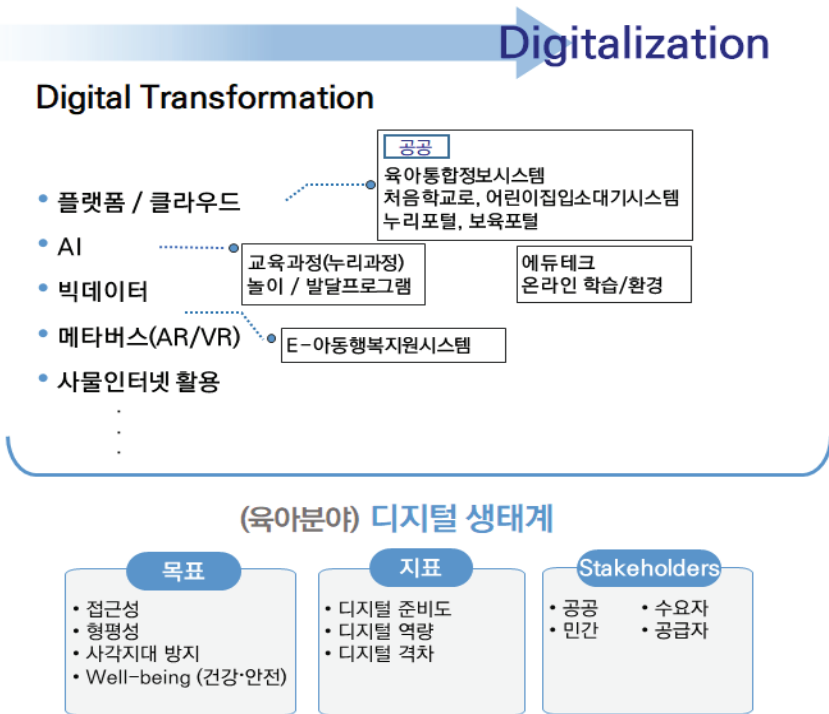 Digitalization
Digital Transformation
공공
육아통합정보시스템
처음학교로, 어린이집입소대기시스템
누리포털, 보육포털
• 플랫폼 / 클라우드
• AI
교육과정(누리과정)
놀이 / 발달프로그램
에듀테크
온라인 학습/환경
• 빅데이터
• 메타버스(AR/VR)
E-아동행복지원시스템
• 사물인터넷 활용
.
.
.
(육아분야) 디지털 생태계
목표
• 접근성
• 형평성
• 사각지대 방지
• Well-being (건강·안전)
지표
• 디지털 준비도
• 디지털 역량
• 디지털 격차
Stakeholders
• 공공 • 수요자
• 민간 • 공급자